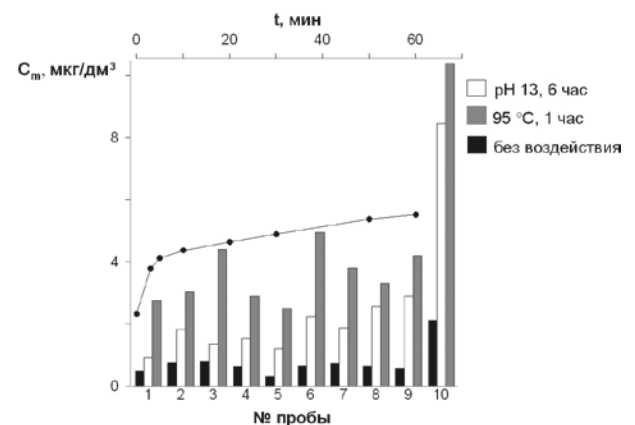 t, мин
0 20 40 60
Cm, мкг/дм³
8
4
0
pH 13, 6 час
95 °C, 1 час
без воздействия
1 2 3 4 5 6 7 8 9 10
№ пробы